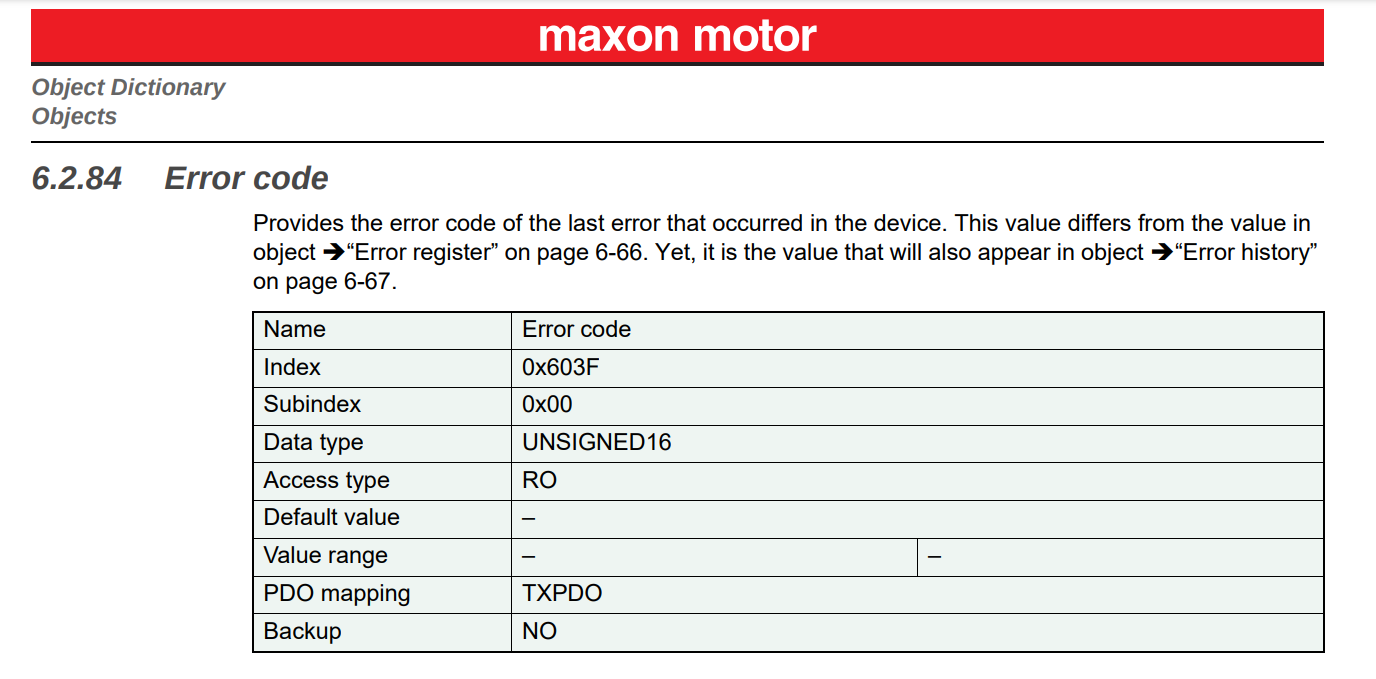 maxon motor
Object Dictionary
Objects
6.2.84 Error code
Provides the error code of the last error that occurred in the device. This value differs from the value in
object ➔“Error register” on page 6-66. Yet, it is the value that will also appear in object ➔“Error history”
on page 6-67.
Name Error code
Index 0x603F
Subindex 0x00
Data type UNSIGNED16
Access type RO
Default value –
Value range – –
PDO mapping TXPDO
Backup NO